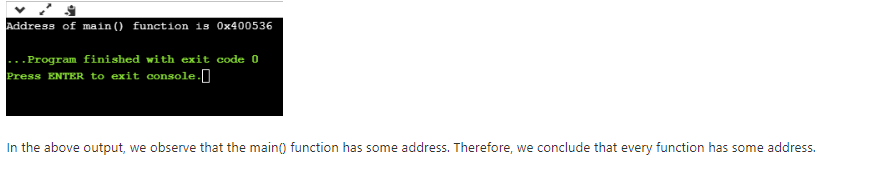 Address of main() function is 0x400536
...Program finished with exit code 0
Press ENTER to exit console.
In the above output, we observe that the main() function has some address. Therefore, we conclude that every function has some address.